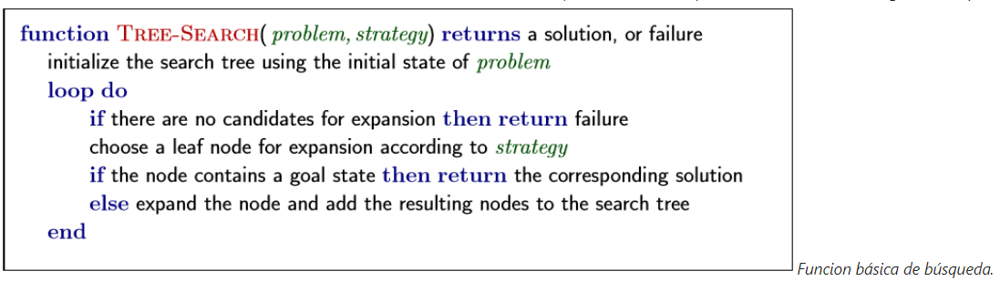 function TREE-SEARCH( problem, strategy) returns a solution, or failure
initialize the search tree using the initial state of problem
loop do
if there are no candidates for expansion then return failure
choose a leaf node for expansion according to strategy
if the node contains a goal state then return the corresponding solution
else expand the node and add the resulting nodes to the search tree
end
Funcion básica de búsqueda.